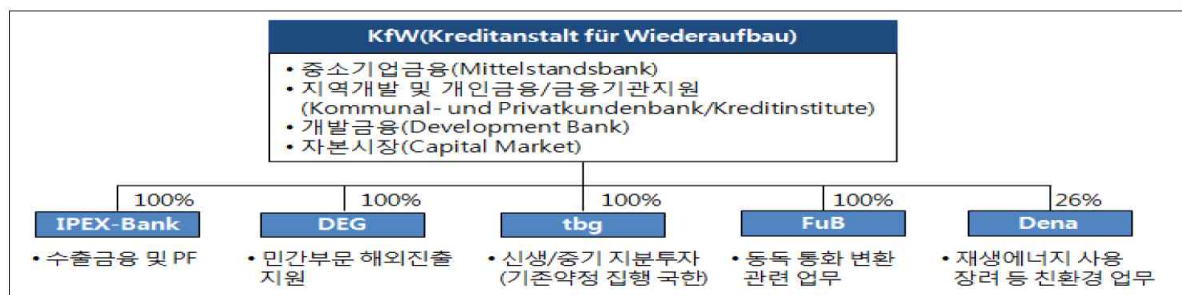 KfW(Kreditanstalt für Wiederaufbau)
• 중소기업금융(Mittelstandsbank)
• 지역개발 및 개인금융/금융기관지원
(Kommunal- und Privatkundenbank/Kreditinstitute)
• 개발금융(Development Bank)
• 자본시장(Capital Market)
100% 100% 100% 100% 26%
IPEX-Bank DEG tbg FuB Dena
• 수출금융 및 PF
• 민간부문 해외진출
지원
• 신생/중기 지분투자
(기존약정 집행 국한)
• 동독 통화 변환
관련 업무
• 재생에너지 사용
장려 등 친환경 업무